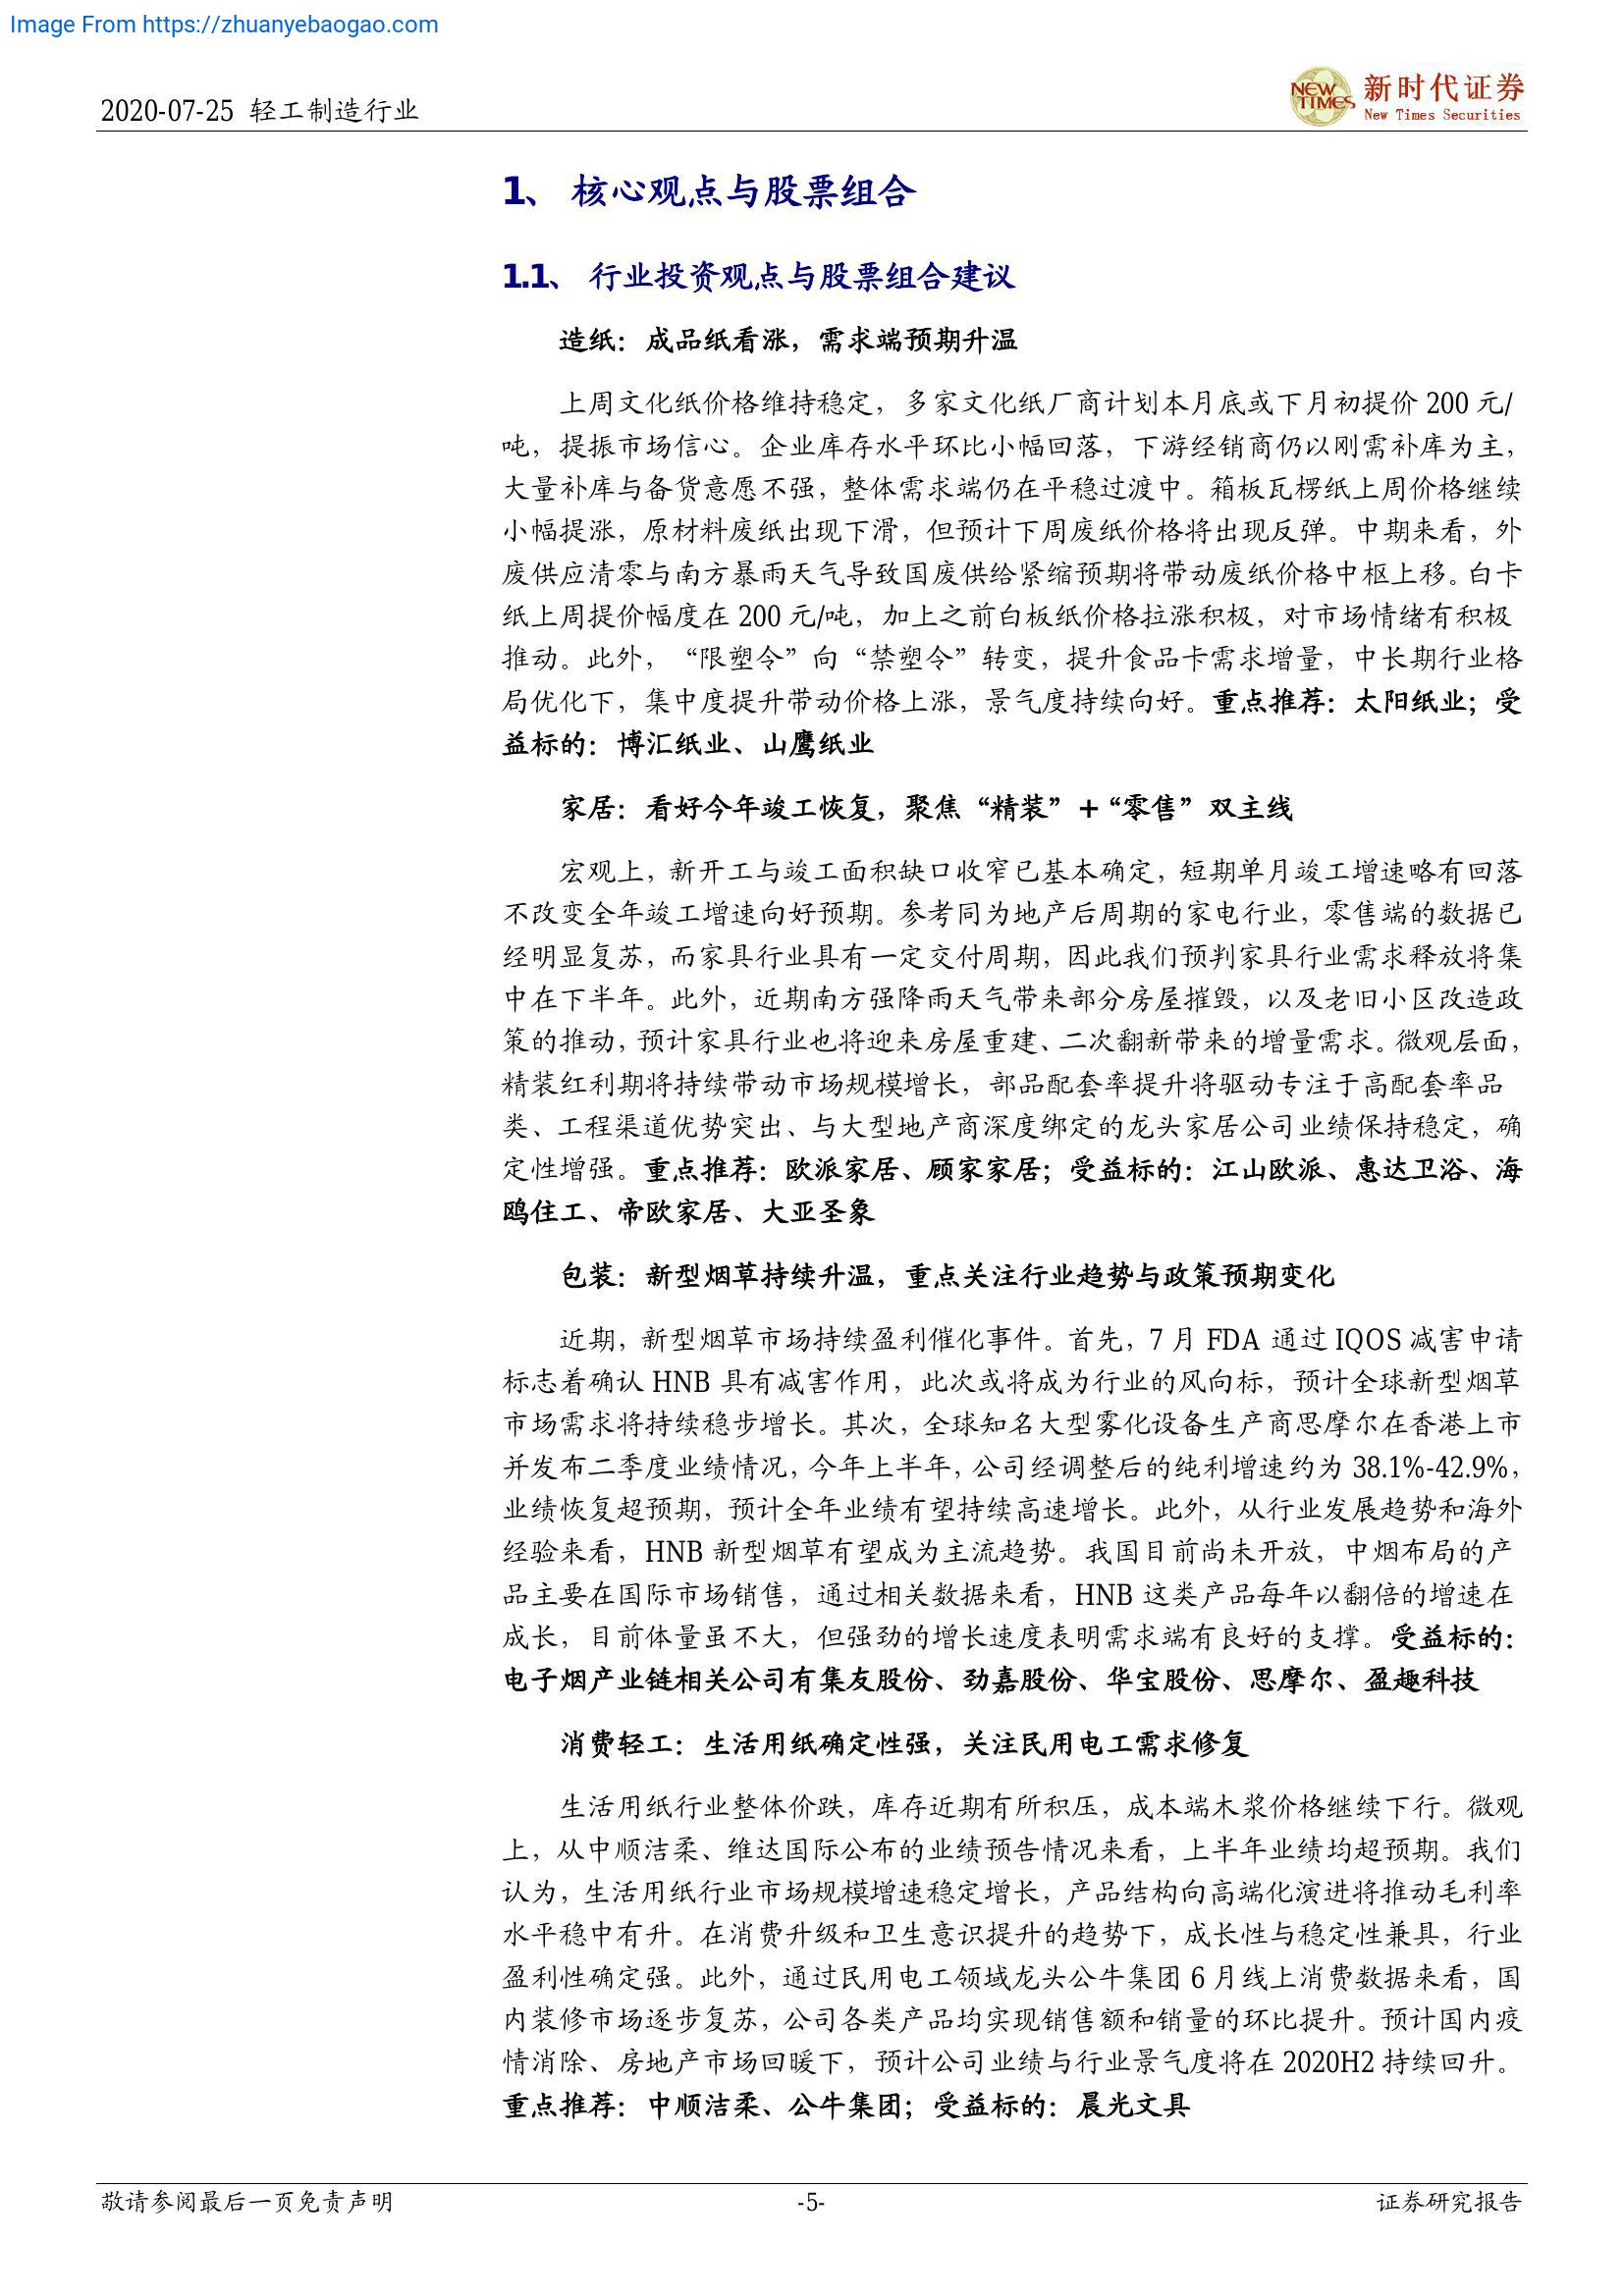 Image From https://zhuanyebaogao.com
2020-07-25 轻工制造行业
NEW TIMES
新时代证券
New Times Securities
1、 核心观点与股票组合
1.1、 行业投资观点与股票组合建议
造纸：成品纸看涨，需求端预期升温
上周文化纸价格维持稳定，多家文化纸厂商计划本月底或下月初提价 200 元/
吨，提振市场信心。企业库存水平环比小幅回落，下游经销商仍以刚需补库为主，
大量补库与备货意愿不强，整体需求端仍在平稳过渡中。箱板瓦楞纸上周价格继续
小幅提涨，原材料废纸出现下滑，但预计下周废纸价格将出现反弹。中期来看，外
废供应清零与南方暴雨天气导致国废供给紧缩预期将带动废纸价格中枢上移。白卡
纸上周提价幅度在 200 元/吨，加上之前白板纸价格拉涨积极，对市场情绪有积极
推动。此外，“限塑令”向“禁塑令”转变，提升食品卡需求增量，中长期行业格
局优化下，集中度提升带动价格上涨，景气度持续向好。重点推荐：太阳纸业；受
益标的：博汇纸业、山鹰纸业
家居：看好今年竣工恢复，聚焦“精装”+“零售”双主线
宏观上，新开工与竣工面积缺口收窄已基本确定，短期单月竣工增速略有回落
不改变全年竣工增速向好预期。参考同为地产后周期的家电行业，零售端的数据已
经明显复苏，而家具行业具有一定交付周期，因此我们预判家具行业需求释放将集
中在下半年。此外，近期南方强降雨天气带来部分房屋摧毁，以及老旧小区改造政
策的推动，预计家具行业也将迎来房屋重建、二次翻新带来的增量需求。微观层面，
精装红利期将持续带动市场规模增长，部品配套率提升将驱动专注于高配套率品
类、工程渠道优势突出、与大型地产商深度绑定的龙头家居公司业绩保持稳定，确
定性增强。重点推荐：欧派家居、顾家家居；受益标的：江山欧派、惠达卫浴、海
鸥住工、帝欧家居、大亚圣象
包装：新型烟草持续升温，重点关注行业趋势与政策预期变化
近期，新型烟草市场持续盈利催化事件。首先，7 月 FDA 通过 IQOS 减害申请
标志着确认 HNB 具有减害作用，此次或将成为行业的风向标，预计全球新型烟草
市场需求将持续稳步增长。其次，全球知名大型雾化设备生产商思摩尔在香港上市
并发布二季度业绩情况，今年上半年，公司经调整后的纯利增速约为 38.1%-42.9%，
业绩恢复超预期，预计全年业绩有望持续高速增长。此外，从行业发展趋势和海外
经验来看，HNB 新型烟草有望成为主流趋势。我国目前尚未开放，中烟布局的产
品主要在国际市场销售，通过相关数据来看，HNB 这类产品每年以翻倍的增速在
成长，目前体量虽不大，但强劲的增长速度表明需求端有良好的支撑。受益标的：
电子烟产业链相关公司有集友股份、劲嘉股份、华宝股份、思摩尔、盈趣科技
消费轻工：生活用纸确定性强，关注民用电工需求修复
生活用纸行业整体价跌，库存近期有所积压，成本端木浆价格继续下行。微观
上，从中顺洁柔、维达国际公布的业绩预告情况来看，上半年业绩均超预期。我们
认为，生活用纸行业市场规模增速稳定增长，产品结构向高端化演进将推动毛利率
水平稳中有升。在消费升级和卫生意识提升的趋势下，成长性与稳定性兼具，行业
盈利性确定强。此外，通过民用电工领域龙头公牛集团 6 月线上消费数据来看，国
内装修市场逐步复苏，公司各类产品均实现销售额和销量的环比提升。预计国内疫
情消除、房地产市场回暖下，预计公司业绩与行业景气度将在 2020H2 持续回升。
重点推荐：中顺洁柔、公牛集团；受益标的：晨光文具
敬请参阅最后一页免责声明
-5-
证券研究报告